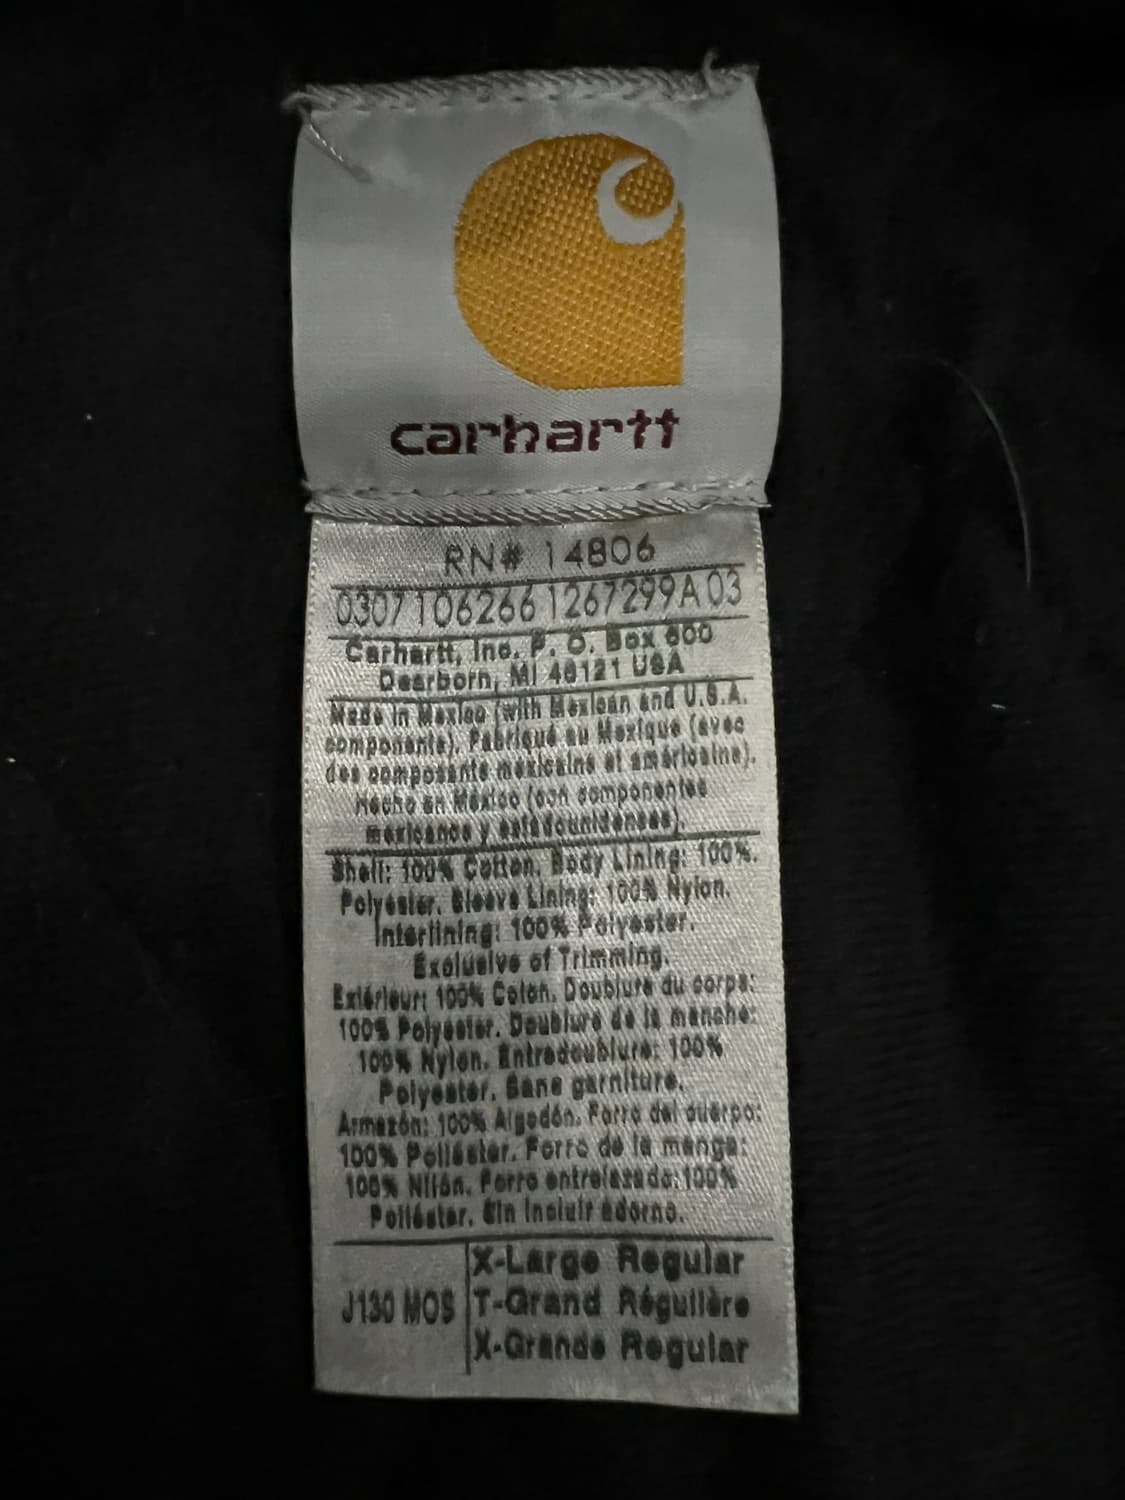 carhartt
RN# 14806
0307 106266 1267299A 03
Carhartt, Inc. P. O. Box 600
Dearborn, MI 48121 USA
Made in Mexico (with Mexican and U.S.A.
components). Fabriqué au Mexique (avec
des composants mexicains et américains).
Hecho en México (con componentes
mexicanos y estadounidenses).
Shell: 100% Cotton. Body Lining: 100%.
Polyester. Sleeve Lining: 100% Nylon.
Interlining: 100% Polyester.
Exclusive of Trimming.
Extérieur: 100% Coton. Doublure du corps:
100% Polyester. Doublure de la manche:
100% Nylon. Entredoublure: 100%
Polyester. Sans garniture.
Armazón: 100% Algodón. Forro del cuerpo:
100% Poliéster. Forro de la manga:
100% Nilón. Forro entrelazado: 100%
Poliéster. Sin incluir adorno.
J130 MOS
X-Large Regular
T-Grand Régulière
X-Grande Regular